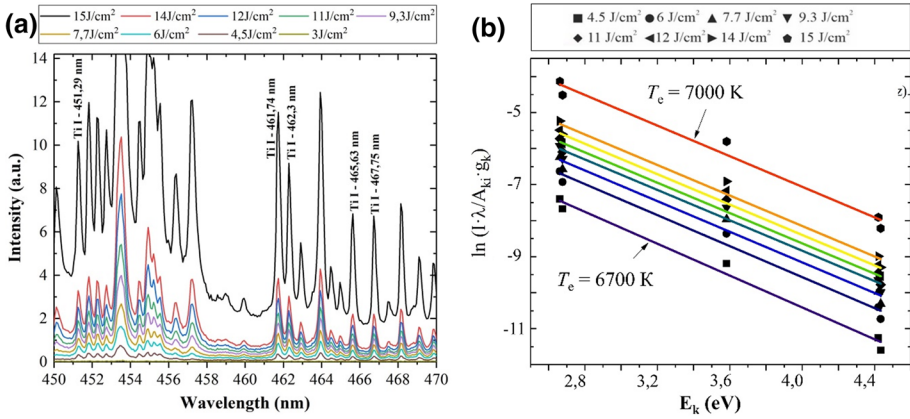 (a)
15J/cm² 14J/cm² 12J/cm² 11J/cm² 9,3J/cm²
7,7J/cm² 6J/cm² 4,5J/cm² 3J/cm²
Intensity (a.u.)
14
12
10
8
6
4
2
0
Ti I - 451,29 nm
Ti I - 461,74 nm
Ti I - 462,3 nm
Ti I - 465,63 nm
Ti I - 467,75 nm
450 452 454 456 458 460 462 464 466 468 470
Wavelength (nm)
(b)
4.5 J/cm² 6 J/cm² 7.7 J/cm² 9.3 J/cm²
11 J/cm² 12 J/cm² 14 J/cm² 15 J/cm²
ln (I·λ/Aₖᵢ·gₖ)
-5
-7
-9
-11
Tₑ = 7000 K
z).
Tₑ = 6700 K
2,8 3,2 3,6 4,0 4,4
Eₖ (eV)